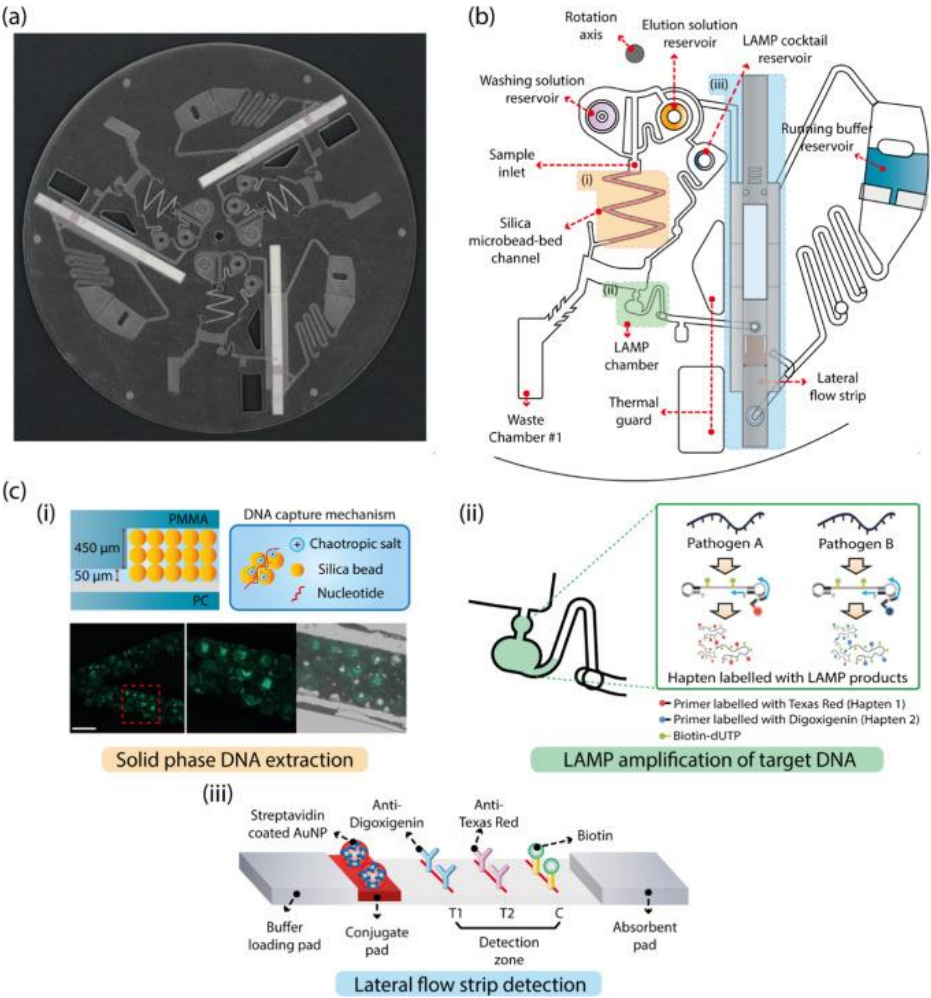 (a)
(b)
Rotation
axis
Elution solution
reservoir
LAMP cocktail
reservoir
Washing solution
reservoir
(iii)
Running buffer
reservoir
Sample
inlet
(i)
Silica
microbead-bed
channel
(ii)
LAMP
chamber
Thermal
guard
Lateral
flow strip
Waste
Chamber #1
(c)
(i)
PMMA
450 µm
50 µm
PC
DNA capture mechanism
Chaotropic salt
Silica bead
Nucleotide
Solid phase DNA extraction
(ii)
Pathogen A
Pathogen B
Hapten labelled with LAMP products
Primer labelled with Texas Red (Hapten 1)
Primer labelled with Digoxigenin (Hapten 2)
Biotin-dUTP
LAMP amplification of target DNA
(iii)
Streptavidin
coated AuNP
Anti-
Digoxigenin
Anti-
Texas Red
Biotin
T1
T2
C
Buffer
loading pad
Conjugate
pad
Detection
zone
Absorbent
pad
Lateral flow strip detection